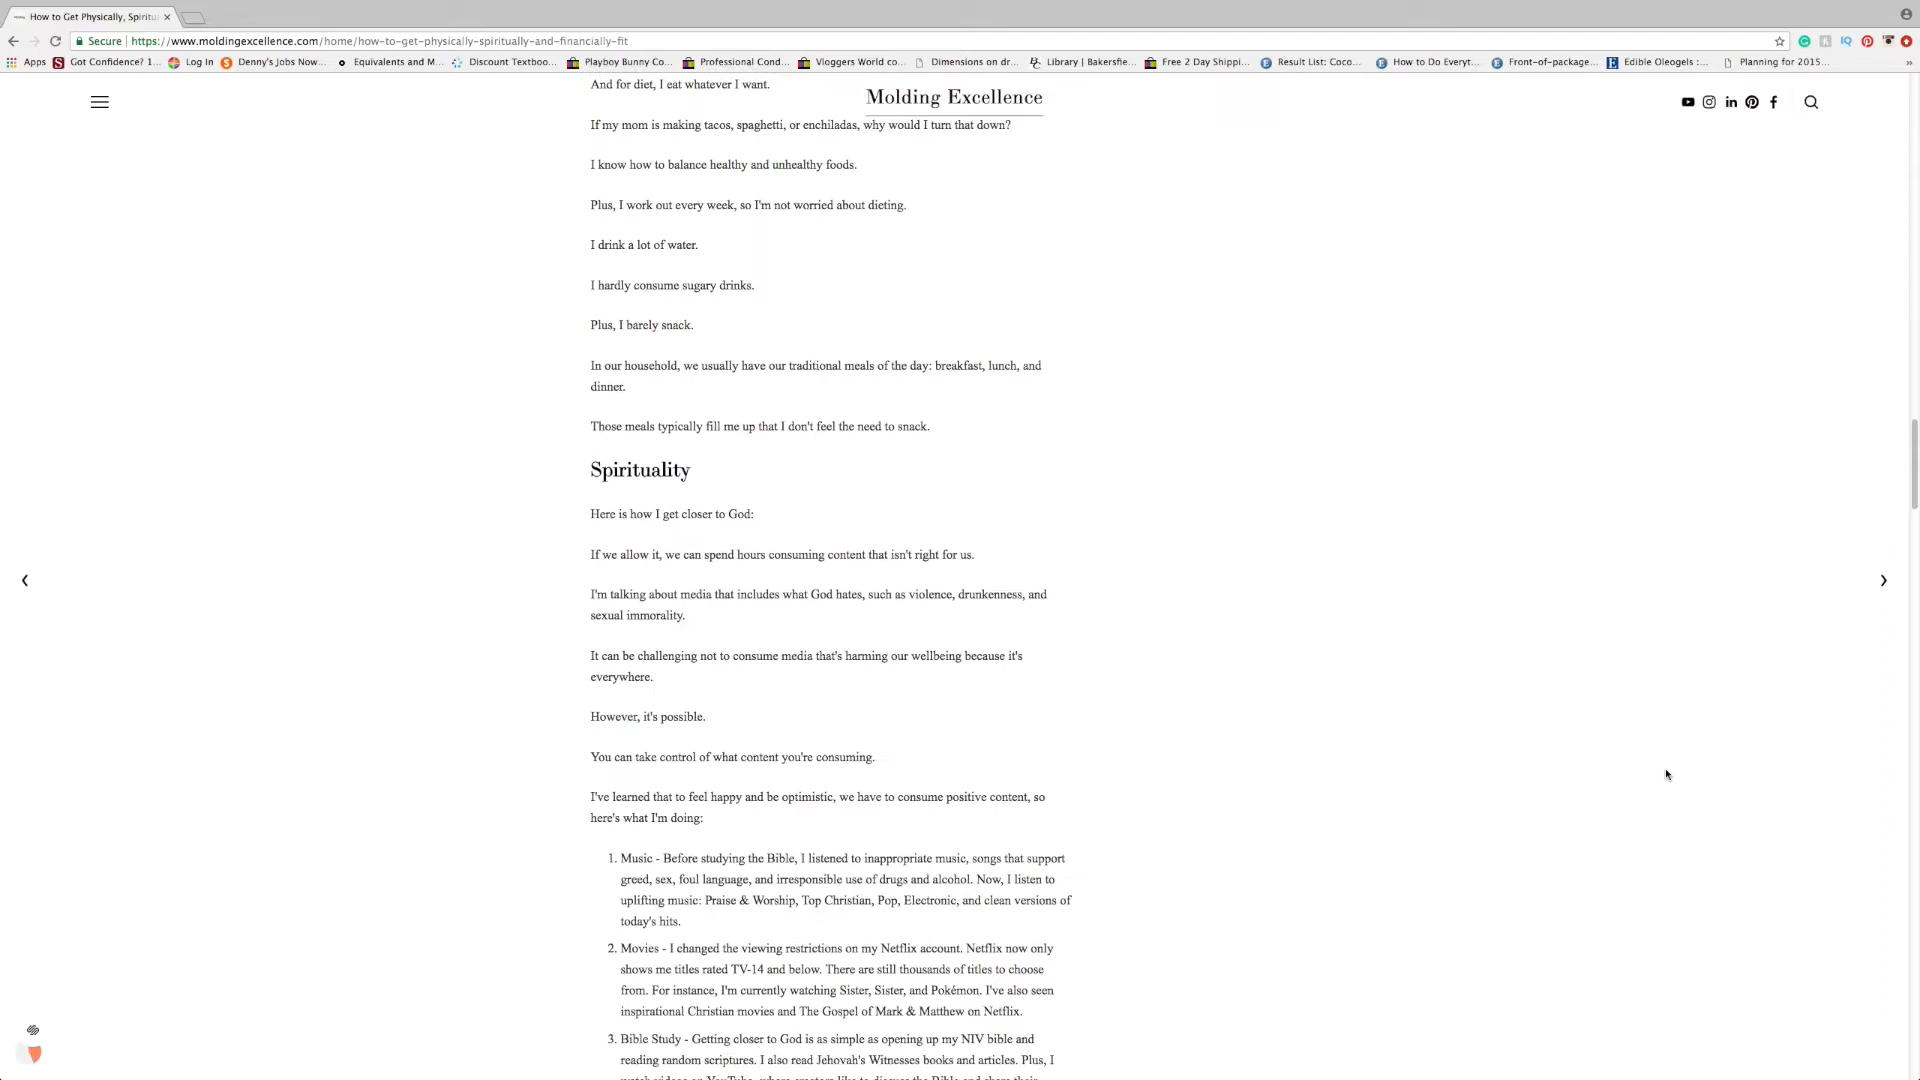 How to Get Physically, Spiritu
Secure https://www.moldingexcellence.com/home/how-to-get-physically-spiritually-and-financially-fit
Apps Got Confidence? 1... Log In Denny's Jobs Now... Equivalents and M... Discount Textboo... Playboy Bunny Co... Professional Cond... Vloggers World co... Dimensions on dr... Library | Bakersfie... Free 2 Day Shippi... Result List: Coco... How to Do Everyt... Front-of-package... Edible Oleogels :... Planning for 2015...
And for diet, I eat whatever I want.
Molding Excellence
If my mom is making tacos, spaghetti, or enchiladas, why would I turn that down?
I know how to balance healthy and unhealthy foods.
Plus, I work out every week, so I'm not worried about dieting.
I drink a lot of water.
I hardly consume sugary drinks.
Plus, I barely snack.
In our household, we usually have our traditional meals of the day: breakfast, lunch, and
dinner.
Those meals typically fill me up that I don't feel the need to snack.
Spirituality
Here is how I get closer to God:
If we allow it, we can spend hours consuming content that isn't right for us.
I'm talking about media that includes what God hates, such as violence, drunkenness, and
sexual immorality.
It can be challenging not to consume media that's harming our wellbeing because it's
everywhere.
However, it's possible.
You can take control of what content you're consuming.
I've learned that to feel happy and be optimistic, we have to consume positive content, so
here's what I'm doing:
1. Music - Before studying the Bible, I listened to inappropriate music, songs that support
greed, sex, foul language, and irresponsible use of drugs and alcohol. Now, I listen to
uplifting music: Praise & Worship, Top Christian, Pop, Electronic, and clean versions of
today's hits.
2. Movies - I changed the viewing restrictions on my Netflix account. Netflix now only
shows me titles rated TV-14 and below. There are still thousands of titles to choose
from. For instance, I'm currently watching Sister, Sister, and Pokémon. I've also seen
inspirational Christian movies and The Gospel of Mark & Matthew on Netflix.
3. Bible Study - Getting closer to God is as simple as opening up my NIV bible and
reading random scriptures. I also read Jehovah's Witnesses books and articles. Plus, I